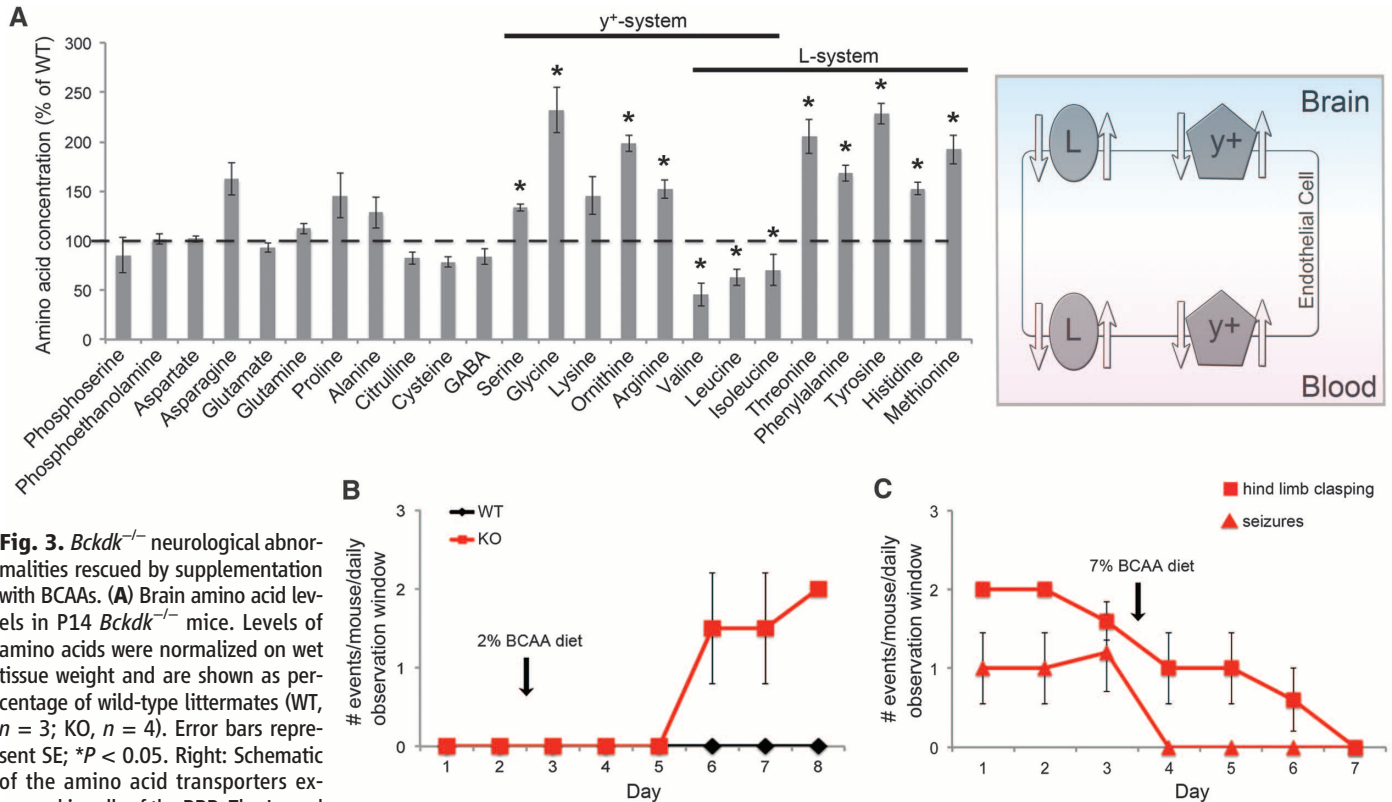 A
y⁺-system
L-system
Amino acid concentration (% of WT)
300
250
200
150
100
50
0
*
*
*
*
*
*
*
*
*
*
*
*
Phosphoserine
Phosphoethanolamine
Aspartate
Asparagine
Glutamate
Glutamine
Proline
Alanine
Citrulline
Cysteine
GABA
Serine
Glycine
Lysine
Ornithine
Arginine
Valine
Leucine
Isoleucine
Threonine
Phenylalanine
Tyrosine
Histidine
Methionine
Brain
L
y+
Endothelial Cell
L
y+
Blood
Fig. 3. Bckdk⁻/⁻ neurological abnor-
malities rescued by supplementation
with BCAAs. (A) Brain amino acid lev-
els in P14 Bckdk⁻/⁻ mice. Levels of
amino acids were normalized on wet
tissue weight and are shown as per-
centage of wild-type littermates (WT,
n = 3; KO, n = 4). Error bars repre-
sent SE; *P < 0.05. Right: Schematic
of the amino acid transporters ex-
B
WT
KO
# events/mouse/daily
observation window
3
2
1
0
2% BCAA diet
1 2 3 4 5 6 7 8
Day
C
hind limb clasping
seizures
# events/mouse/daily
observation window
3
2
1
0
7% BCAA diet
1 2 3 4 5 6 7
Day